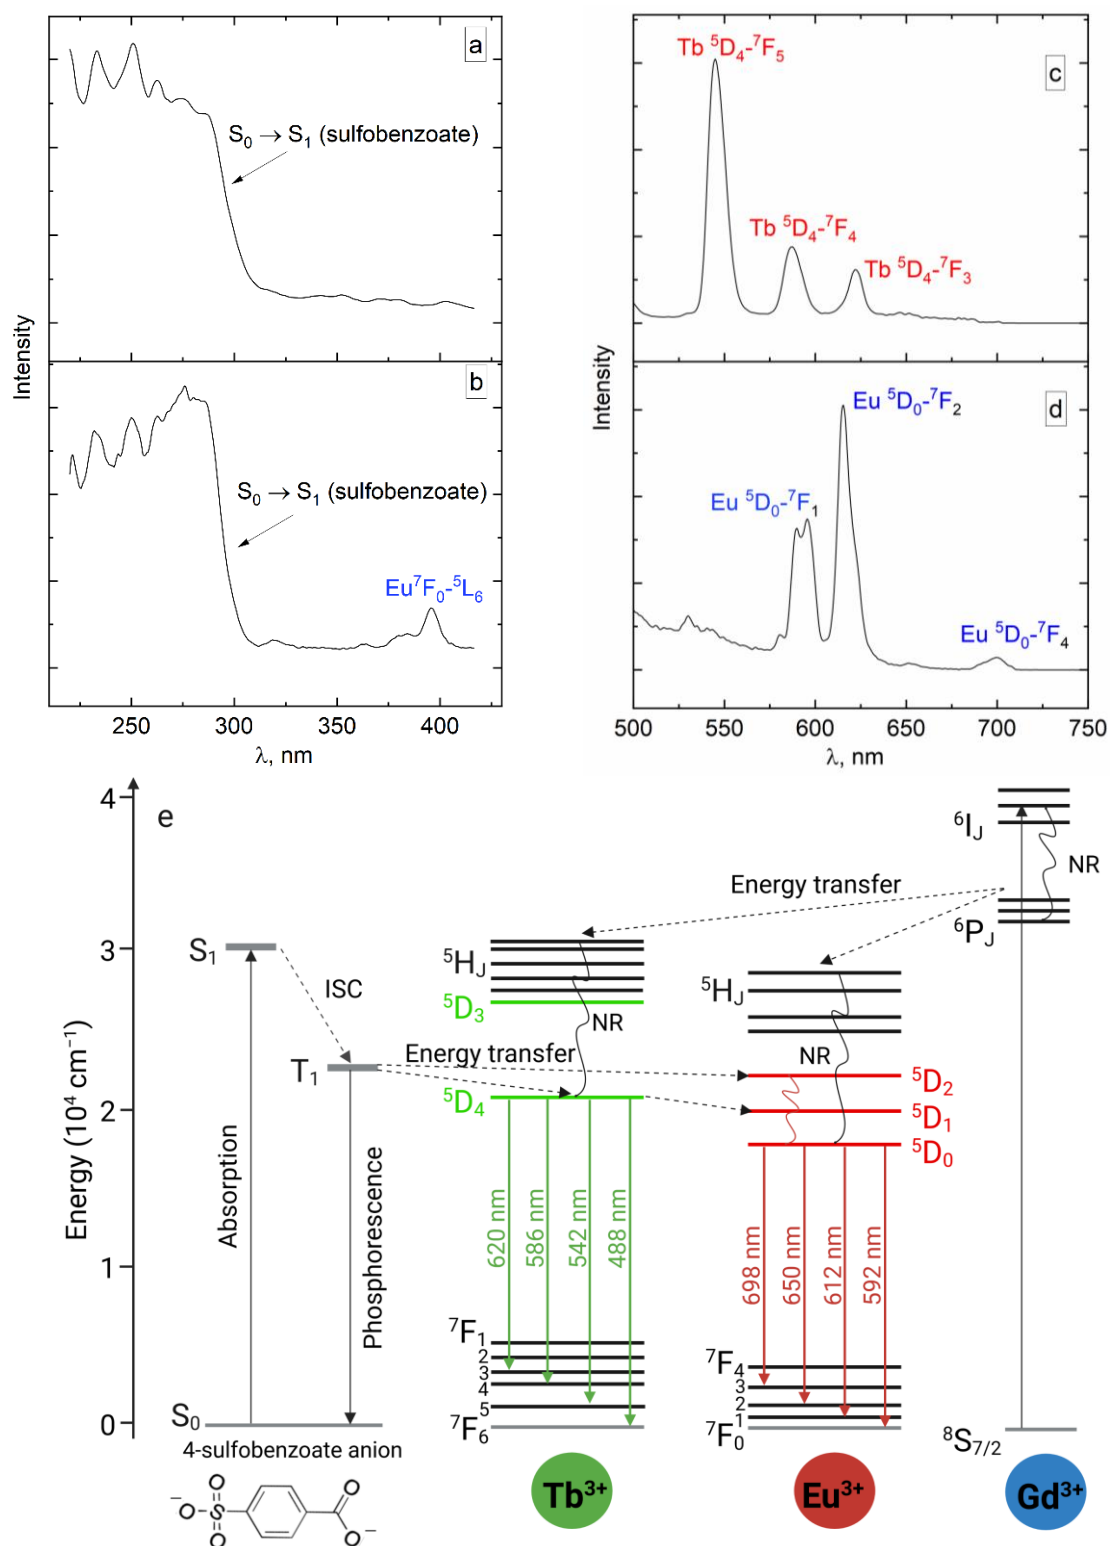 a
S₀ → S₁ (sulfobenzoate)
Intensity
b
S₀ → S₁ (sulfobenzoate)
Eu⁷F₀-⁵L₆
250 300 350 400
λ, nm
c
Tb ⁵D₄-⁷F₅
Tb ⁵D₄-⁷F₄
Tb ⁵D₄-⁷F₃
Intensity
d
Eu ⁵D₀-⁷F₂
Eu ⁵D₀-⁷F₁
Eu ⁵D₀-⁷F₄
500 550 600 650 700 750
λ, nm
e
Energy (10⁴ cm⁻¹)
4
3
2
1
0
S₁
ISC
T₁
Absorption
Phosphorescence
S₀
4-sulfobenzoate anion
⁻O S O O O O⁻
Energy transfer
Energy transfer
⁵H_J
⁵D₃
NR
⁵D₄
620 nm
586 nm
542 nm
488 nm
⁷F₁
2
3
4
5
⁷F₆
Tb³⁺
⁵H_J
NR
⁵D₂
⁵D₁
⁵D₀
698 nm
650 nm
612 nm
592 nm
⁷F₄
3
2
1
⁷F₀
Eu³⁺
⁶I_J
NR
⁶P_J
⁸S₇/₂
Gd³⁺